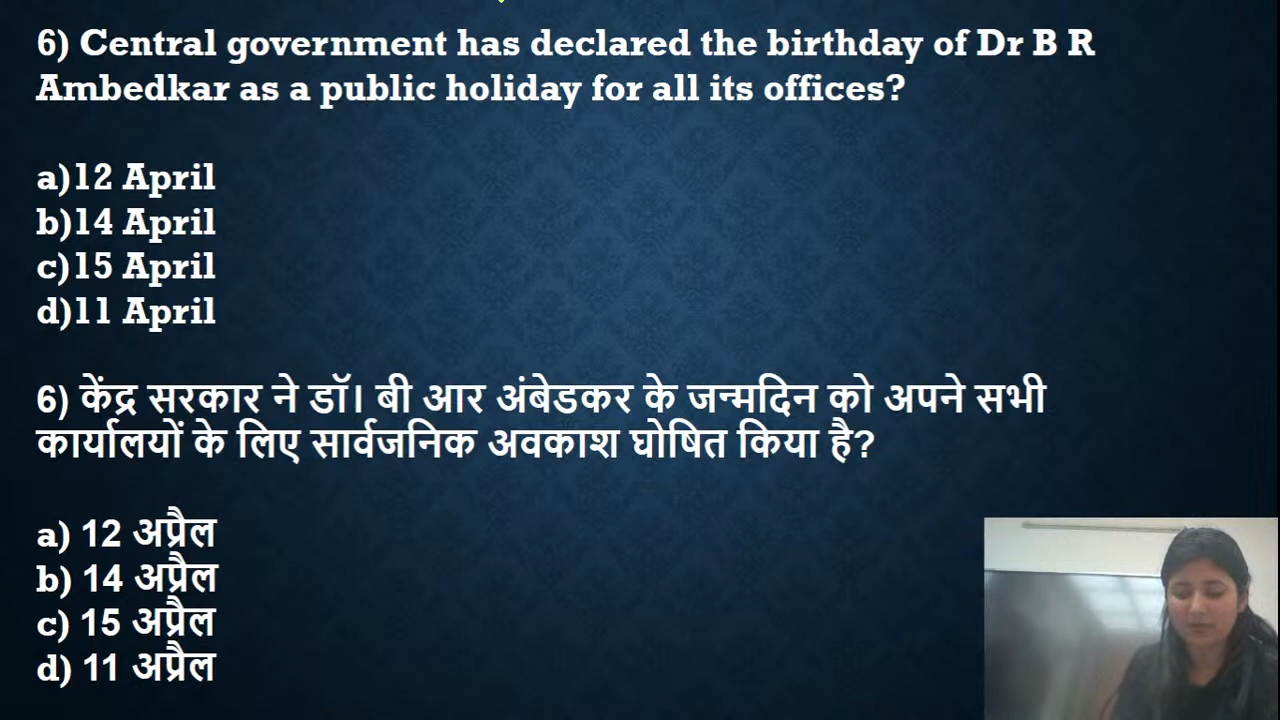 6) Central government has declared the birthday of Dr B R
Ambedkar as a public holiday for all its offices?
a)12 April
b)14 April
c)15 April
d)11 April
6) केंद्र सरकार ने डॉ। बी आर अंबेडकर के जन्मदिन को अपने सभी
कार्यालयों के लिए सार्वजनिक अवकाश घोषित किया है?
a) 12 अप्रैल
b) 14 अप्रैल
c) 15 अप्रैल
d) 11 अप्रैल